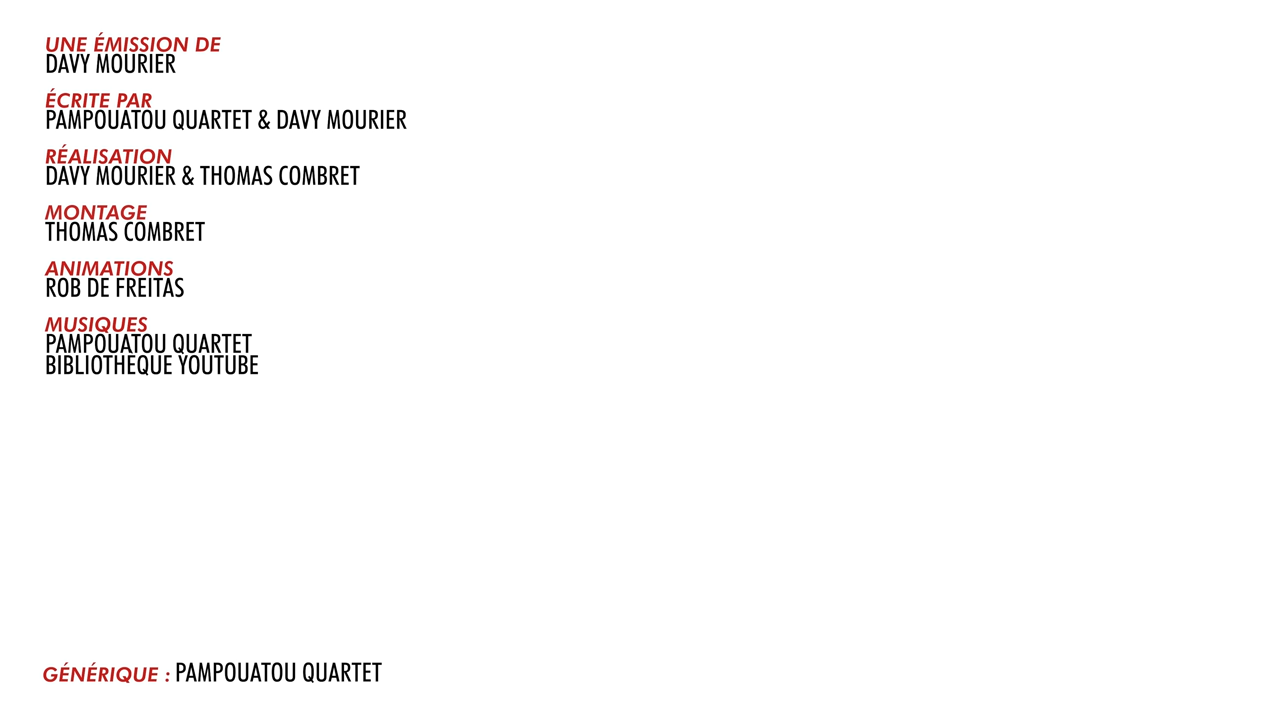 UNE ÉMISSION DE
DAVY MOURIER
ÉCRITE PAR
PAMPOUATOU QUARTET & DAVY MOURIER
RÉALISATION
DAVY MOURIER & THOMAS COMBRET
MONTAGE
THOMAS COMBRET
ANIMATIONS
ROB DE FREITAS
MUSIQUES
PAMPOUATOU QUARTET
BIBLIOTHÈQUE YOUTUBE
GÉNÉRIQUE : PAMPOUATOU QUARTET